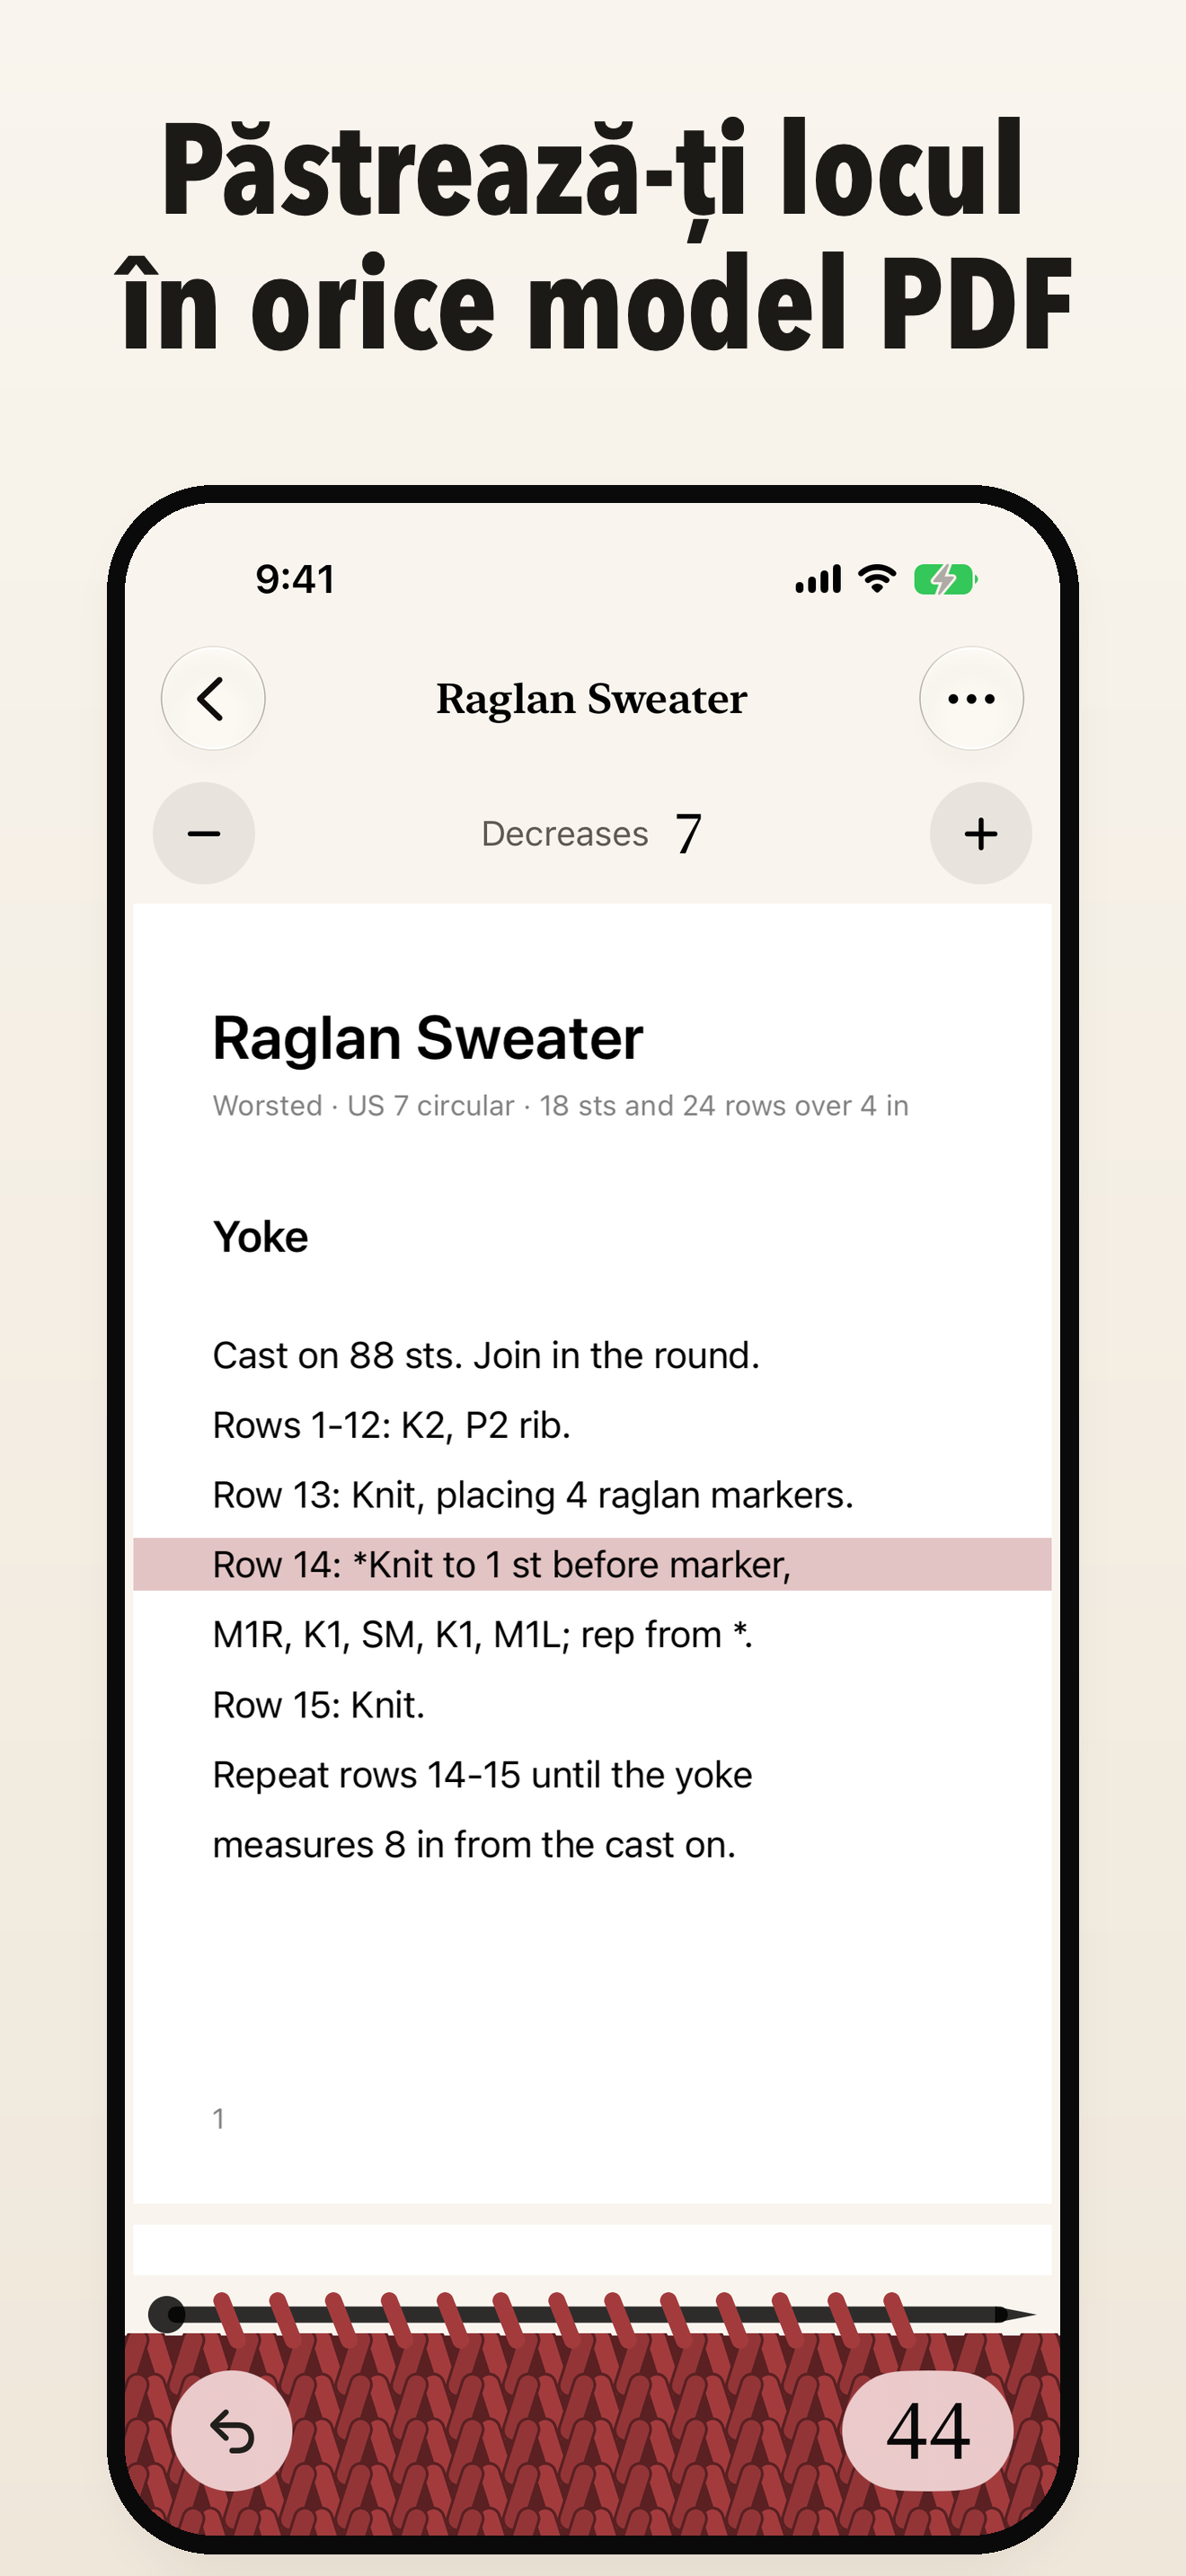 Păstrează-ți locul
în orice model PDF
9:41
Raglan Sweater
Decreases 7
Raglan Sweater
Worsted · US 7 circular · 18 sts and 24 rows over 4 in
Yoke
Cast on 88 sts. Join in the round.
Rows 1-12: K2, P2 rib.
Row 13: Knit, placing 4 raglan markers.
Row 14: *Knit to 1 st before marker,
M1R, K1, SM, K1, M1L; rep from *.
Row 15: Knit.
Repeat rows 14-15 until the yoke
measures 8 in from the cast on.
1
44